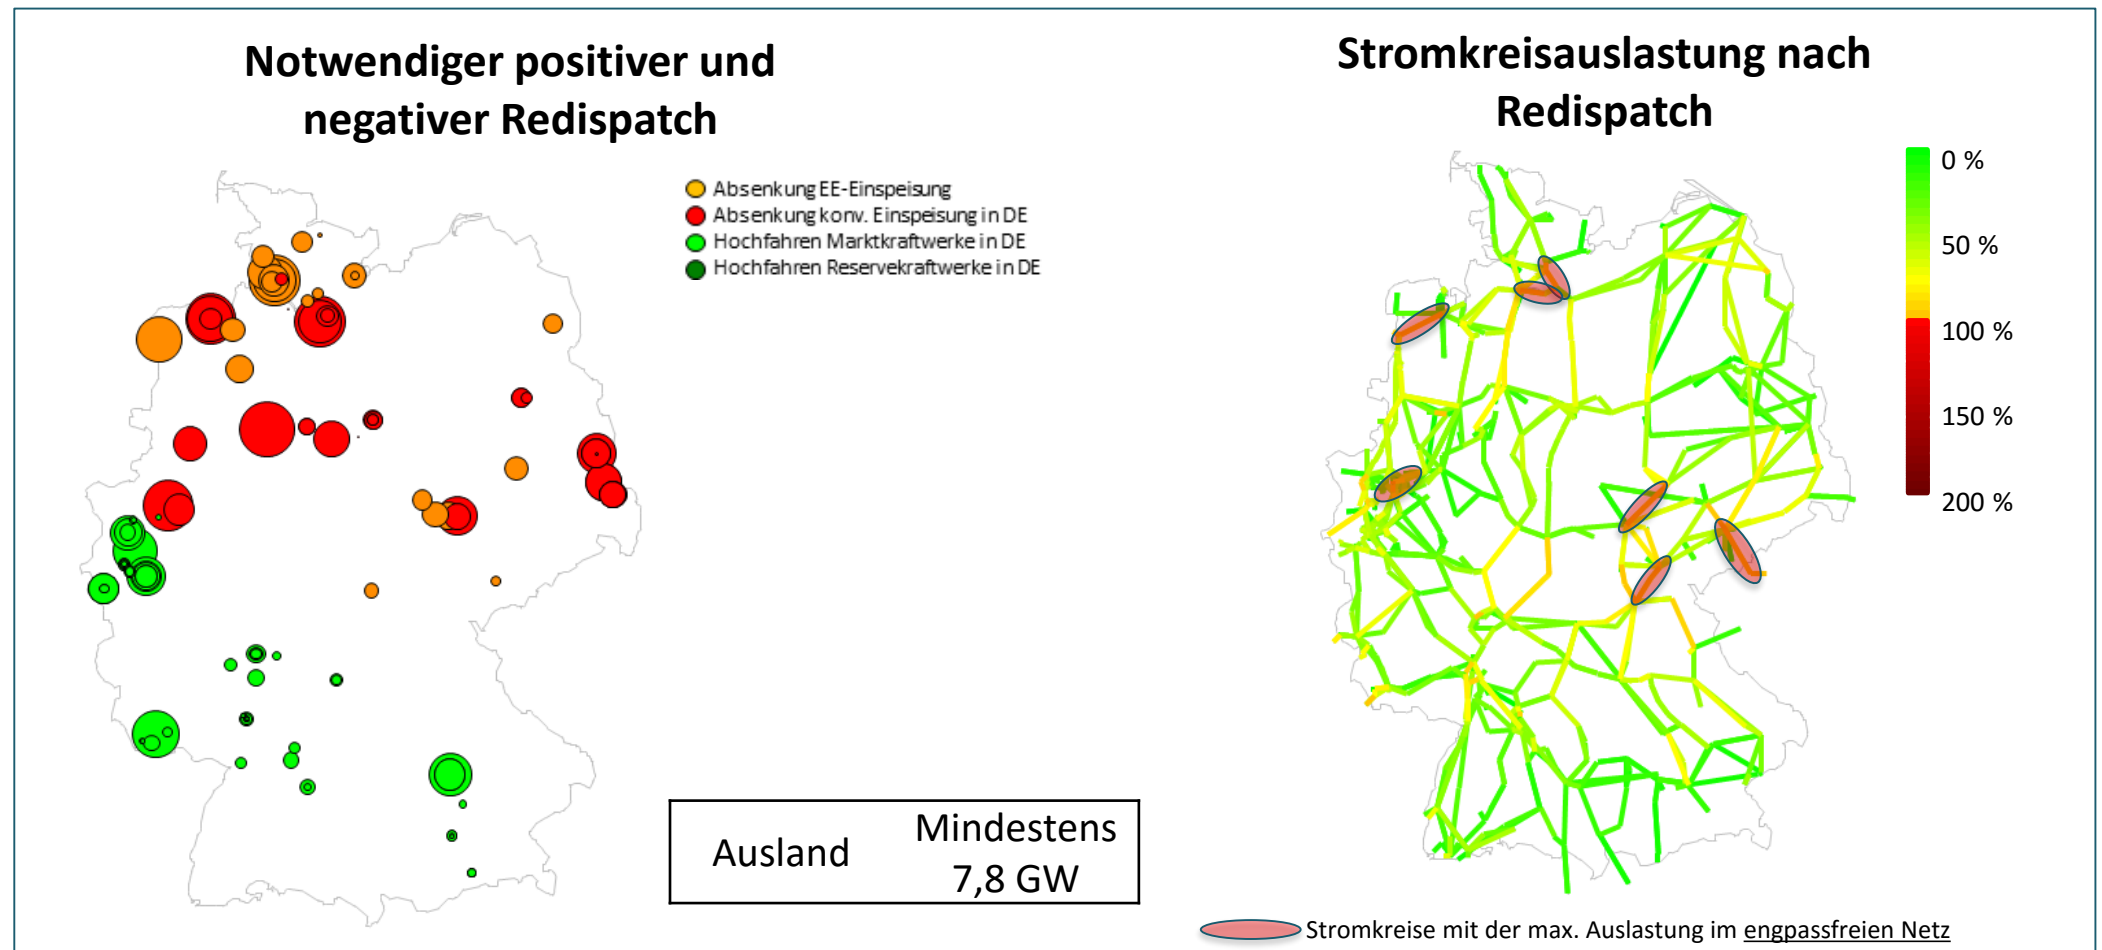 Notwendiger positiver und
negativer Redispatch
Absenkung EE-Einspeisung
Absenkung konv. Einspeisung in DE
Hochfahren Marktkraftwerke in DE
Hochfahren Reservekraftwerke in DE
Ausland
Mindestens
7,8 GW
Stromkreisauslastung nach
Redispatch
0 %
50 %
100 %
150 %
200 %
Stromkreise mit der max. Auslastung im engpassfreien Netz